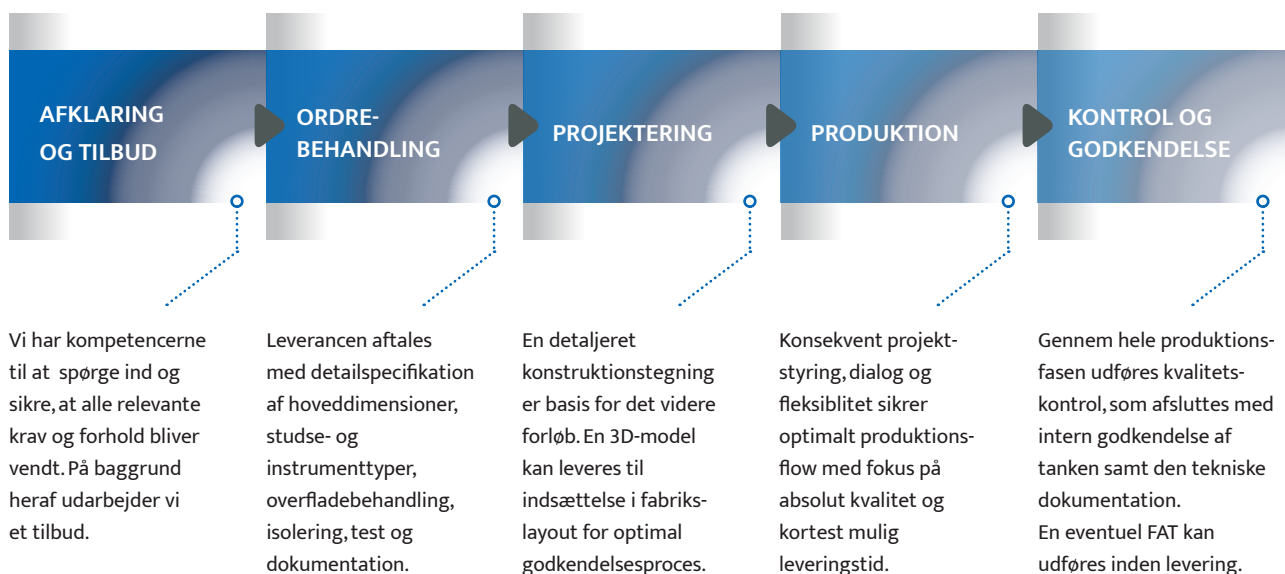 AFKLARING
OG TILBUD
ORDRE-
BEHANDLING
PROJEKTERING
PRODUKTION
KONTROL OG
GODKENDELSE
Vi har kompetencerne
til at spørge ind og
sikre, at alle relevante
krav og forhold bliver
vendt. På baggrund
heraf udarbejder vi
et tilbud.
Leverancen aftales
med detailspecifikation
af hoveddimensioner,
studse- og
instrumenttyper,
overfladebehandling,
isolering, test og
dokumentation.
En detaljeret
konstruktionstegning
er basis for det videre
forløb. En 3D-model
kan leveres til
indsættelse i fabriks-
layout for optimal
godkendelsesproces.
Konsekvent projekt-
styring, dialog og
fleksiblitet sikrer
optimalt produktions-
flow med fokus på
absolut kvalitet og
kortest mulig
leveringstid.
Gennem hele produktions-
fasen udføres kvalitets-
kontrol, som afsluttes med
intern godkendelse af
tanken samt den tekniske
dokumentation.
En eventuel FAT kan
udføres inden levering.